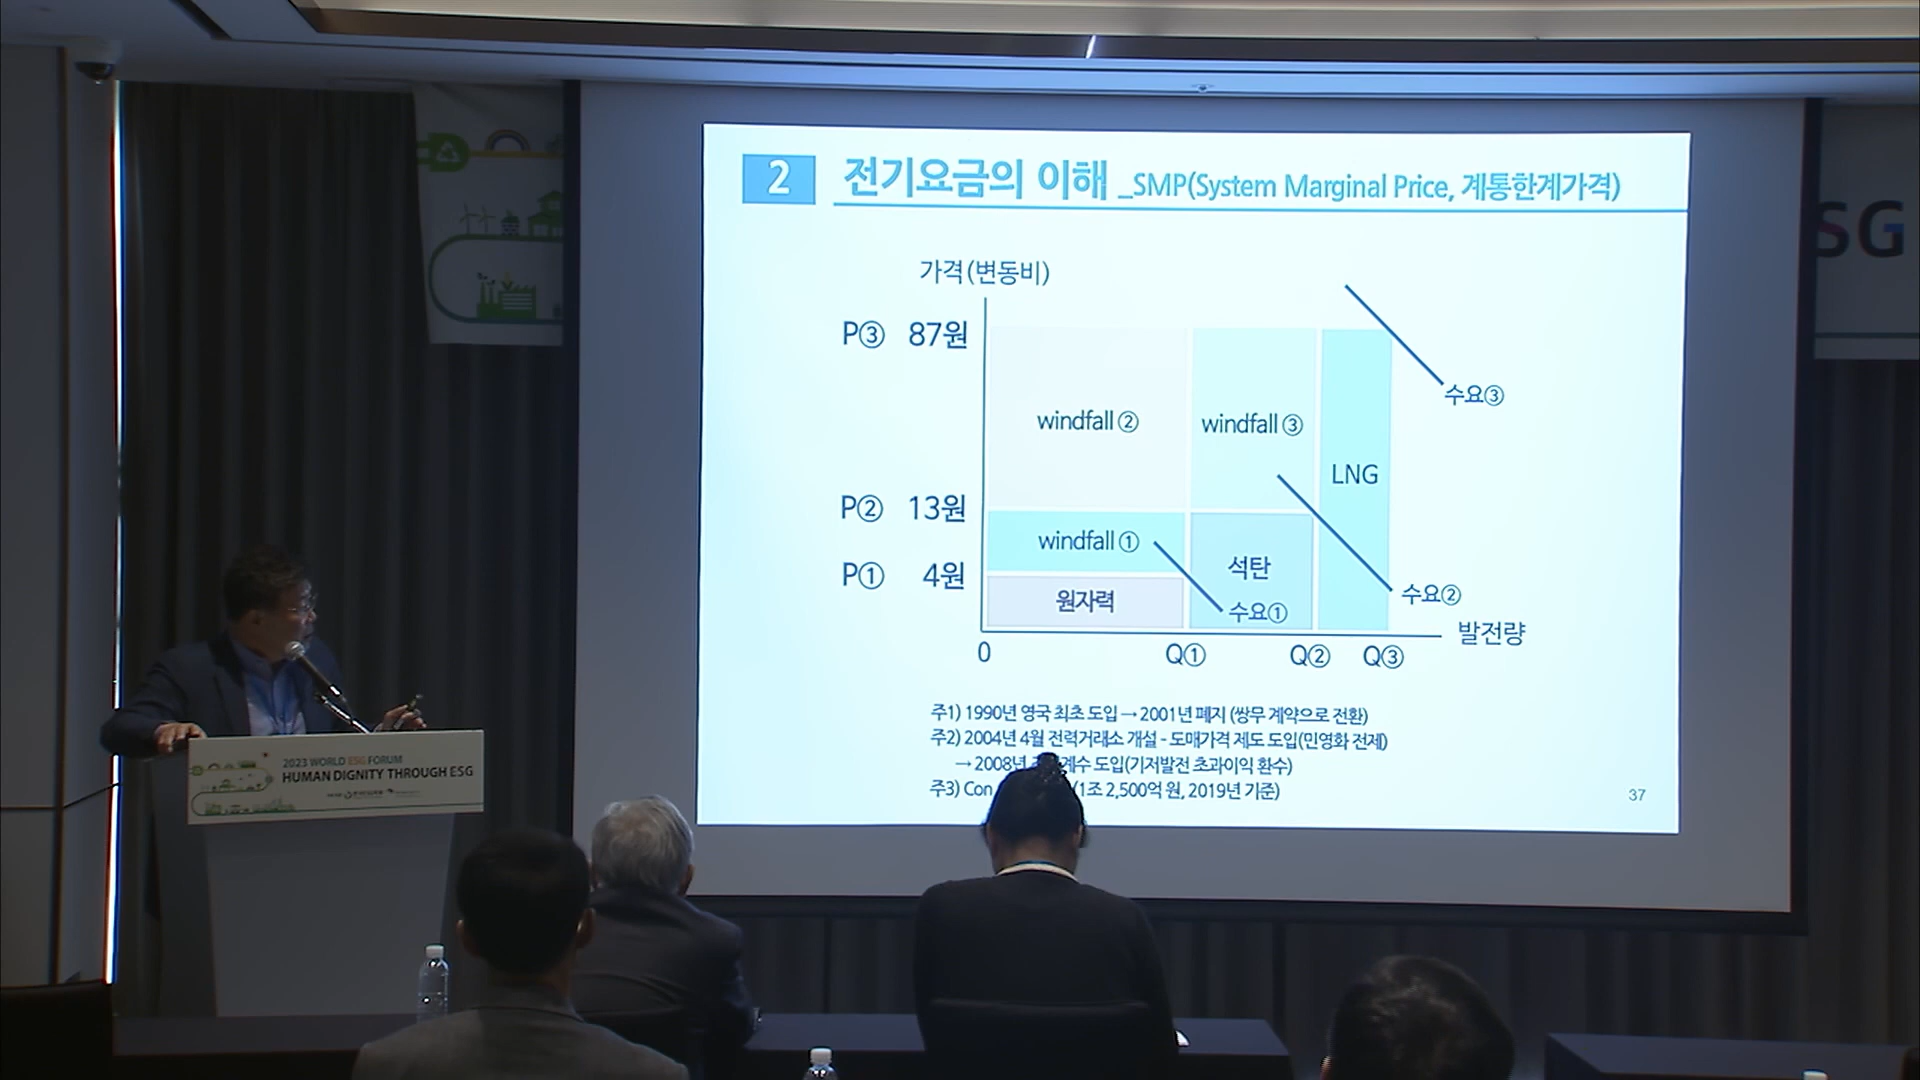 2 전기요금의 이해 _SMP(System Marginal Price, 계통한계가격)
가격(변동비)
P③ 87원
수요③
windfall②
windfall③
LNG
P② 13원
windfall①
석탄
수요②
P① 4원
원자력
수요①
발전량
0 Q① Q② Q③
주1) 1990년 영국 최초 도입 → 2001년 폐지 (쌍무 계약으로 전환)
주2) 2004년 4월 전력거래소 개설 - 도매가격 제도 도입(민영화 전제)
→ 2008년 계수 도입(기저발전 초과이익 환수)
주3) Con (1조 2,500억 원, 2019년 기준)
37
SG
2023 WORLD ESG FORUM
HUMAN DIGNITY THROUGH ESG